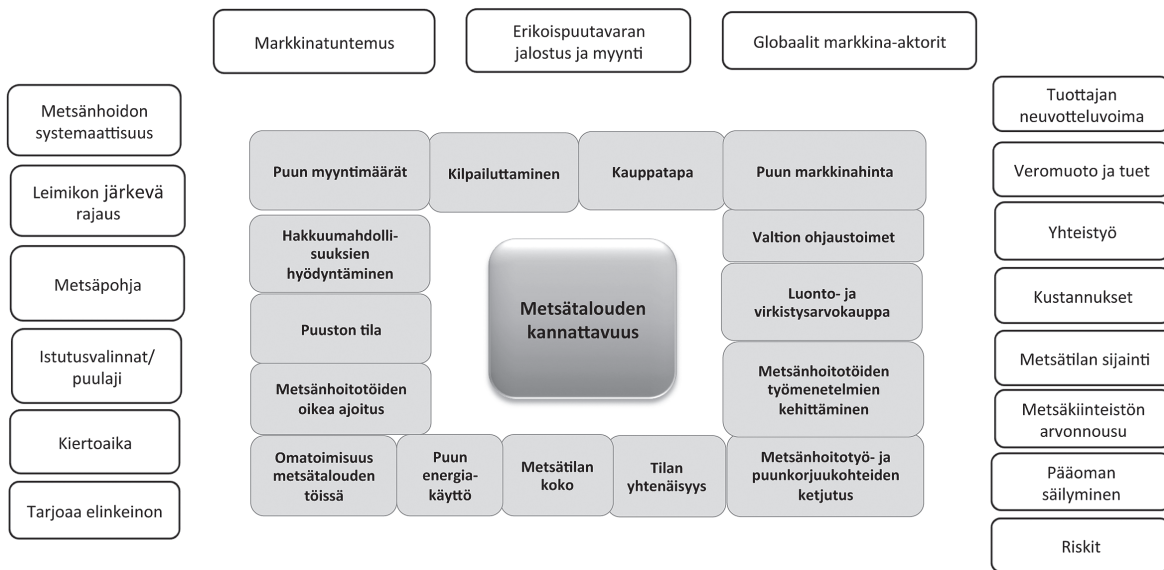 Markkinatuntemus
Erikoispuutavaran
jalostus ja myynti
Globaalit markkina-aktorit
Metsänhoidon
systemaattisuus
Leimikon järkevä
rajaus
Metsäpohja
Istutusvalinnat/
puulaji
Kiertoaika
Tarjoaa elinkeinon
Puun myyntimäärät
Kilpailuttaminen
Kauppatapa
Puun markkinahinta
Hakkuumahdolli-
suuksien
hyödyntäminen
Puuston tila
Metsänhoitotöiden
oikea ajoitus
Metsätalouden
kannattavuus
Valtion ohjaustoimet
Luonto- ja
virkistysarvokauppa
Metsänhoitotöiden
työmenetelmien
kehittäminen
Omatoimisuus
metsätalouden
töissä
Puun
energia-
käyttö
Metsätilan
koko
Tilan
yhtenäisyys
Metsänhoitotyö- ja
puunkorjuukohteiden
ketjutus
Tuottajan
neuvotteluvoima
Veromuoto ja tuet
Yhteistyö
Kustannukset
Metsätilan sijainti
Metsäkiinteistön
arvonnousu
Pääoman
säilyminen
Riskit